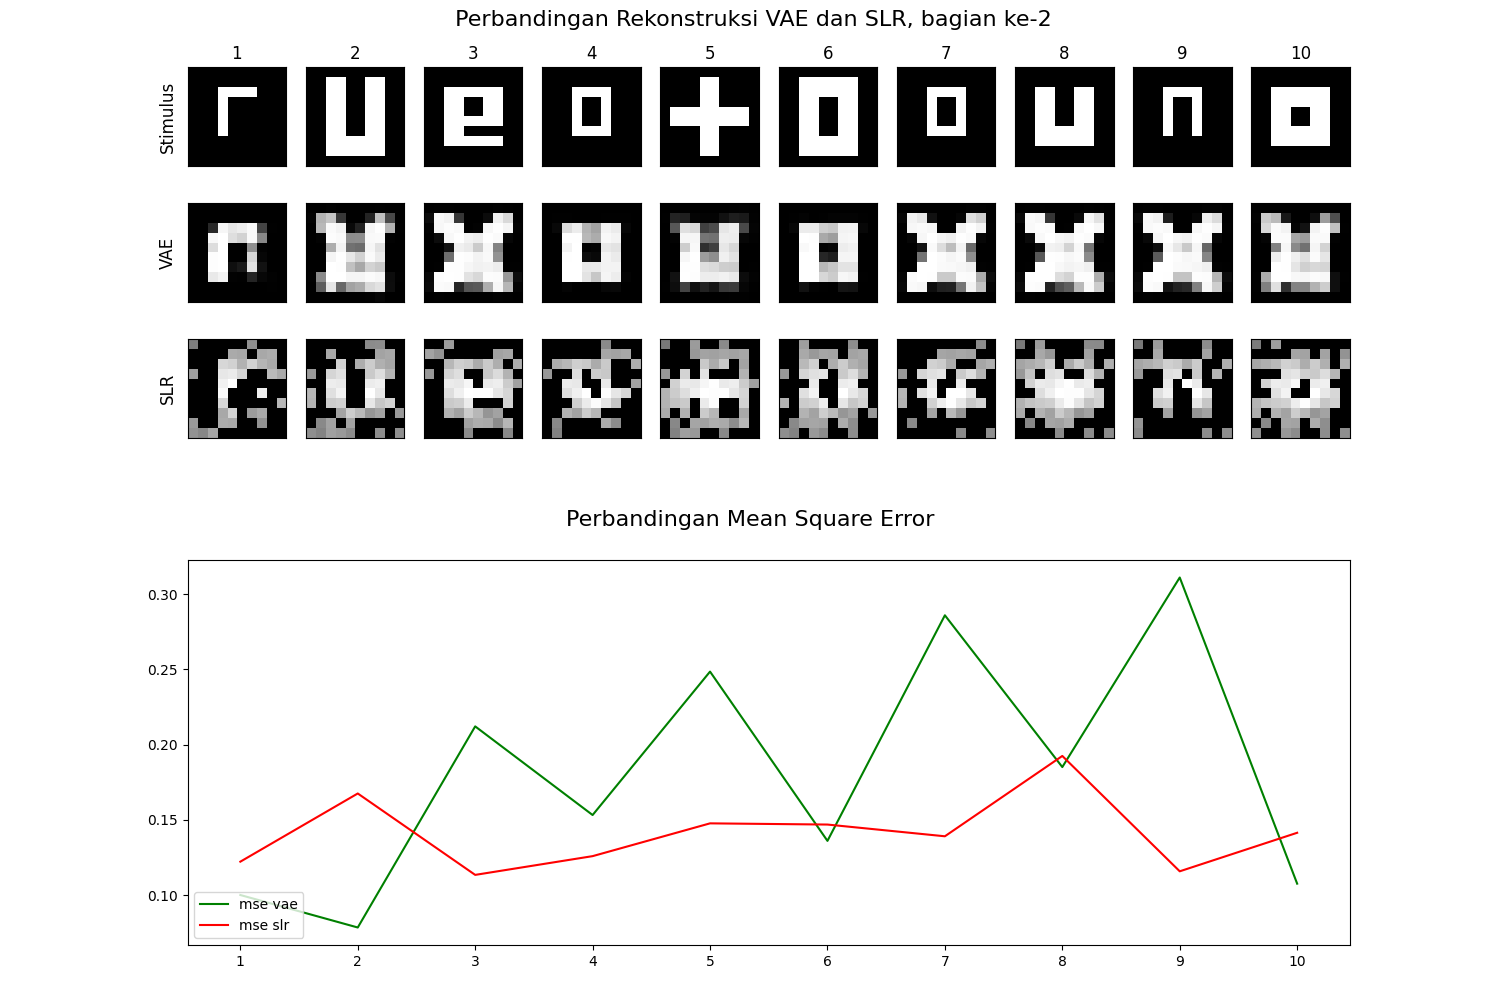 Perbandingan Rekonstruksi VAE dan SLR, bagian ke-2
1 2 3 4 5 6 7 8 9 10
Stimulus
VAE
SLR
Perbandingan Mean Square Error
0.30
0.25
0.20
0.15
0.10
mse vae
mse slr
1 2 3 4 5 6 7 8 9 10